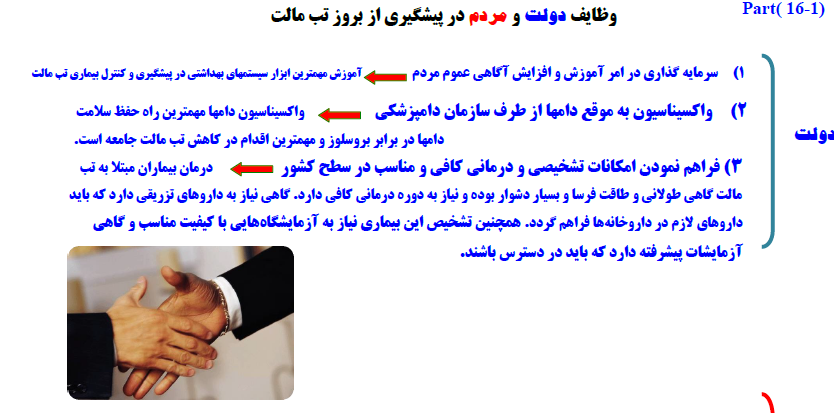 Part( 16-1)
وظایف دولت و مردم در پیشگیری از بروز تب مالت
دولت
۱) سرمایه گذاری در امر آموزش و افزایش آگاهی عموم مردم آموزش مهمترین ابزار سیستمهای بهداشتی در پیشگیری و کنترل بیماری تب مالت
۲) واکسیناسیون به موقع دامها از طرف سازمان دامپزشکی واکسیناسیون دامها مهمترین راه حفظ سلامت
دامها در برابر بروسلوز و مهمترین اقدام در کاهش تب مالت جامعه است.
۳) فراهم نمودن امکانات تشخیصی و درمانی کافی و مناسب در سطح کشور درمان بیماران مبتلا به تب
مالت گاهی طولانی و طاقت فرسا و بسیار دشوار بوده و نیاز به دوره درمانی کافی دارد. گاهی نیاز به داروهای تزریقی دارد که باید
داروهای لازم در داروخانه‌ها فراهم گردد. همچنین تشخیص این بیماری نیاز به آزمایشگاه‌هایی با کیفیت مناسب و گاهی
آزمایشات پیشرفته دارد که باید در دسترس باشند.